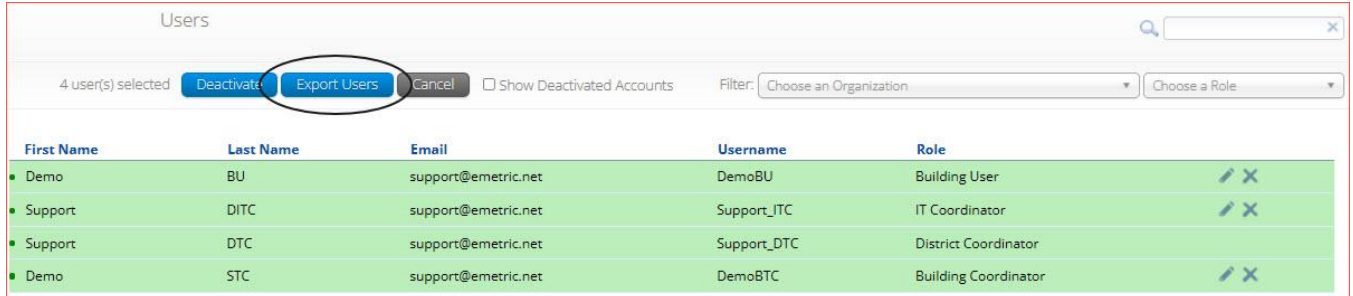 Users
4 user(s) selected Deactivate Export Users Cancel Show Deactivated Accounts Filter: Choose an Organization Choose a Role
First Name Last Name Email Username Role
Demo BU support@emetric.net DemoBU Building User
Support DITC support@emetric.net Support_ITC IT Coordinator
Support DTC support@emetric.net Support_DTC District Coordinator
Demo STC support@emetric.net DemoBTC Building Coordinator